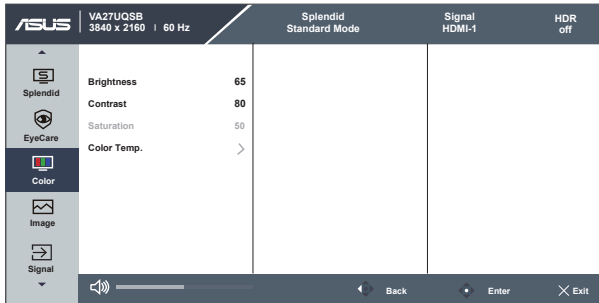 ASUS
VA27UQSB
3840 x 2160 | 60 Hz
Splendid
Standard Mode
Signal
HDMI-1
HDR
off
Splendid
EyeCare
Color
Image
Signal
Brightness 65
Contrast 80
Saturation 50
Color Temp.
Back
Enter
Exit